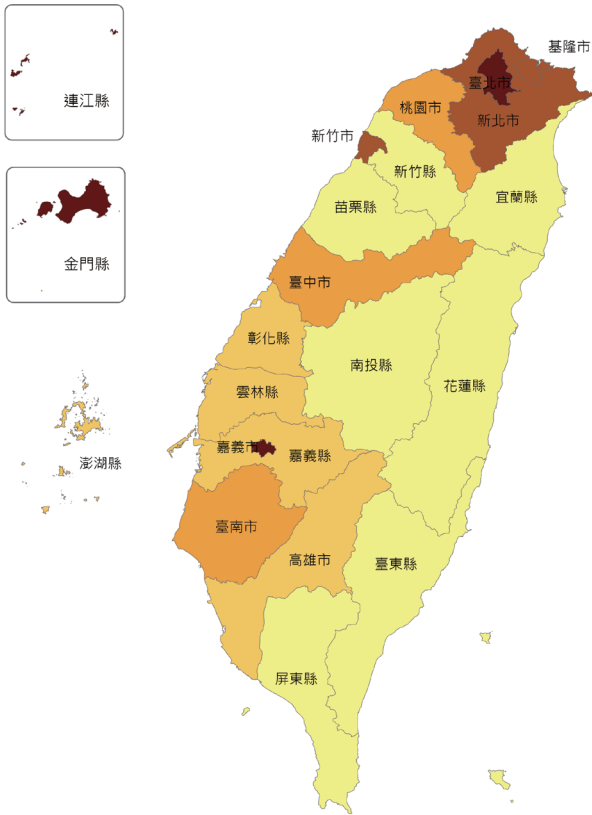 基隆市
臺北市
連江縣
桃園市
新北市
新竹市
新竹縣
宜蘭縣
苗栗縣
金門縣
臺中市
彰化縣
南投縣
花蓮縣
雲林縣
嘉義市
嘉義縣
澎湖縣
臺南市
高雄市
臺東縣
屏東縣